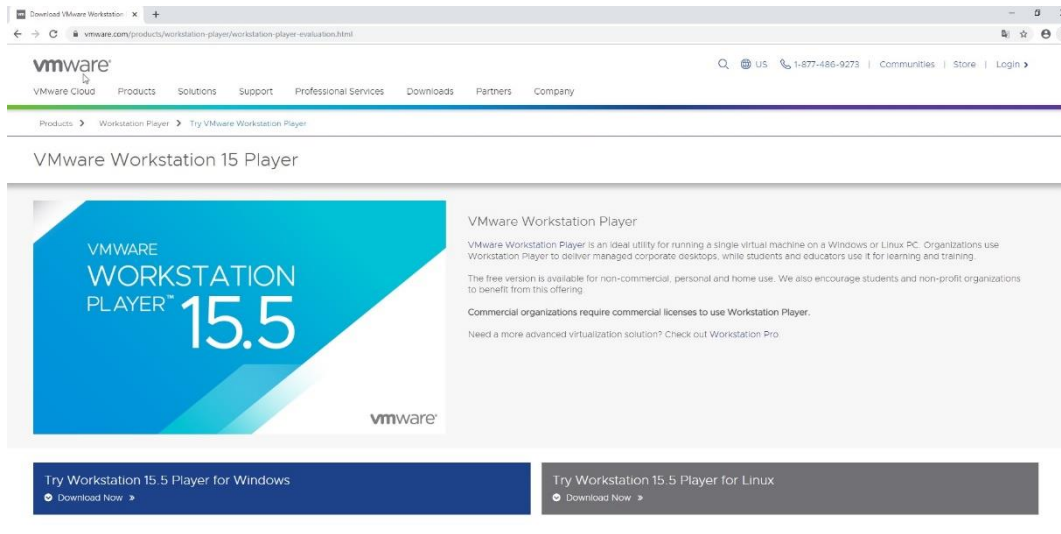 Download VMware Workstation
vmware.com/products/workstation-player/workstation-player-evaluation.html
vmware
US 1-877-486-9273 | Communities | Store | Login
VMware Cloud Products Solutions Support Professional Services Downloads Partners Company
Products Workstation Player Try VMware Workstation Player
VMware Workstation 15 Player
VMWARE
WORKSTATION
PLAYER™ 15.5
vmware
VMware Workstation Player
VMware Workstation Player is an ideal utility for running a single virtual machine on a Windows or Linux PC. Organizations use
Workstation Player to deliver managed corporate desktops, while students and educators use it for learning and training.
The free version is available for non-commercial, personal and home use. We also encourage students and non-profit organizations
to benefit from this offering.
Commercial organizations require commercial licenses to use Workstation Player.
Need a more advanced virtualization solution? Check out Workstation Pro
Try Workstation 15.5 Player for Windows
Download Now »
Try Workstation 15.5 Player for Linux
Download Now »